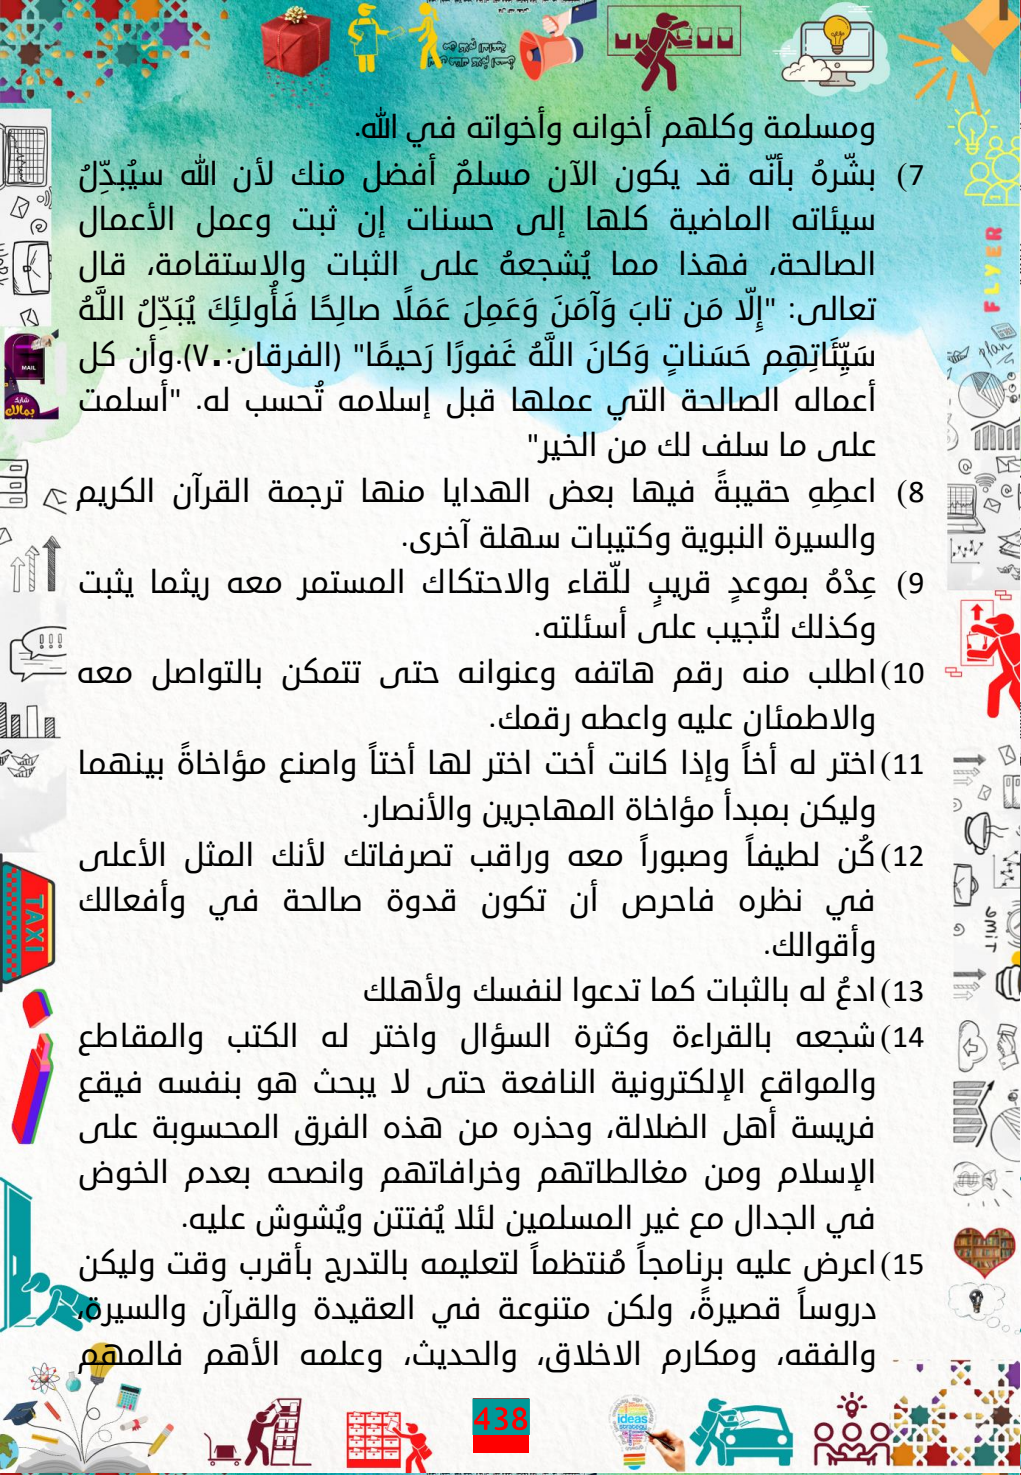 ومسلمة وكلهم أخوانه وأخواته في الله.
7) بشّرهُ بأنّه قد يكون الآن مسلمٌ أفضل منك لأن الله سيُبدِّلُ
سيئاته الماضية كلها إلى حسنات إن ثبت وعمل الأعمال
الصالحة، فهذا مما يُشجعهُ على الثبات والاستقامة، قال
تعالى: "إِلّا مَن تابَ وَآمَنَ وَعَمِلَ عَمَلًا صالِحًا فَأُولئِكَ يُبَدِّلُ اللَّهُ
سَيِّئَاتِهِم حَسَناتٍ وَكانَ اللَّهُ غَفورًا رَحيمًا" (الفرقان:٧٠).وأن كل
أعماله الصالحة التي عملها قبل إسلامه تُحسب له. "أسلمت
على ما سلف لك من الخير"
8) اعطِهِ حقيبةً فيها بعض الهدايا منها ترجمة القرآن الكريم
والسيرة النبوية وكتيبات سهلة آخرى.
9) عِدْهُ بموعدٍ قريبٍ للّقاء والاحتكاك المستمر معه ريثما يثبت
وكذلك لتُجيب على أسئلته.
10) اطلب منه رقم هاتفه وعنوانه حتى تتمكن بالتواصل معه
والاطمئنان عليه واعطه رقمك.
11) اختر له أخاً وإذا كانت أخت اختر لها أختاً واصنع مؤاخاةً بينهما
وليكن بمبدأ مؤاخاة المهاجرين والأنصار.
12) كُن لطيفاً وصبوراً معه وراقب تصرفاتك لأنك المثل الأعلى
في نظره فاحرص أن تكون قدوة صالحة في وأفعالك
وأقوالك.
13) ادعُ له بالثبات كما تدعوا لنفسك ولأهلك
14) شجعه بالقراءة وكثرة السؤال واختر له الكتب والمقاطع
والمواقع الإلكترونية النافعة حتى لا يبحث هو بنفسه فيقع
فريسة أهل الضلالة، وحذره من هذه الفرق المحسوبة على
الإسلام ومن مغالطاتهم وخرافاتهم وانصحه بعدم الخوض
في الجدال مع غير المسلمين لئلا يُفتتن ويُشوش عليه.
15) اعرض عليه برنامجاً مُنتظماً لتعليمه بالتدرج بأقرب وقت وليكن
دروساً قصيرةً، ولكن متنوعة في العقيدة والقرآن والسيرة،
والفقه، ومكارم الاخلاق، والحديث، وعلمه الأهم فالمهم
438
FLYER
plan
MAIL
شارك
بمالك
TAXI
ideas